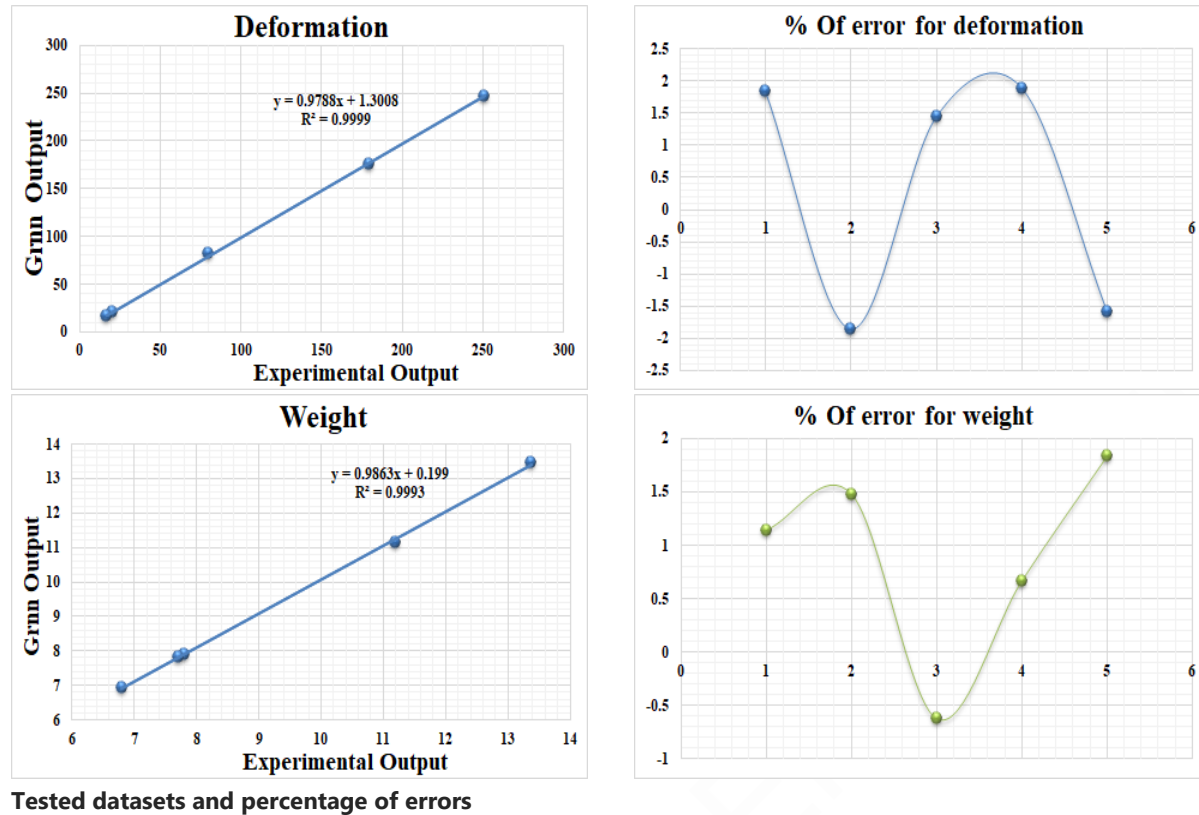 Deformation
300
250
200
150
100
50
0
y = 0.9788x + 1.3008
R² = 0.9999
Grnn Output
0 50 100 150 200 250 300
Experimental Output
% Of error for deformation
2.5
2
1.5
1
0.5
0
-0.5
-1
-1.5
-2
-2.5
0 1 2 3 4 5 6
Weight
14
13
12
11
10
9
8
7
6
y = 0.9863x + 0.199
R² = 0.9993
Grnn Output
6 7 8 9 10 11 12 13 14
Experimental Output
% Of error for weight
2
1.5
1
0.5
0
-0.5
-1
0 1 2 3 4 5 6
Tested datasets and percentage of errors